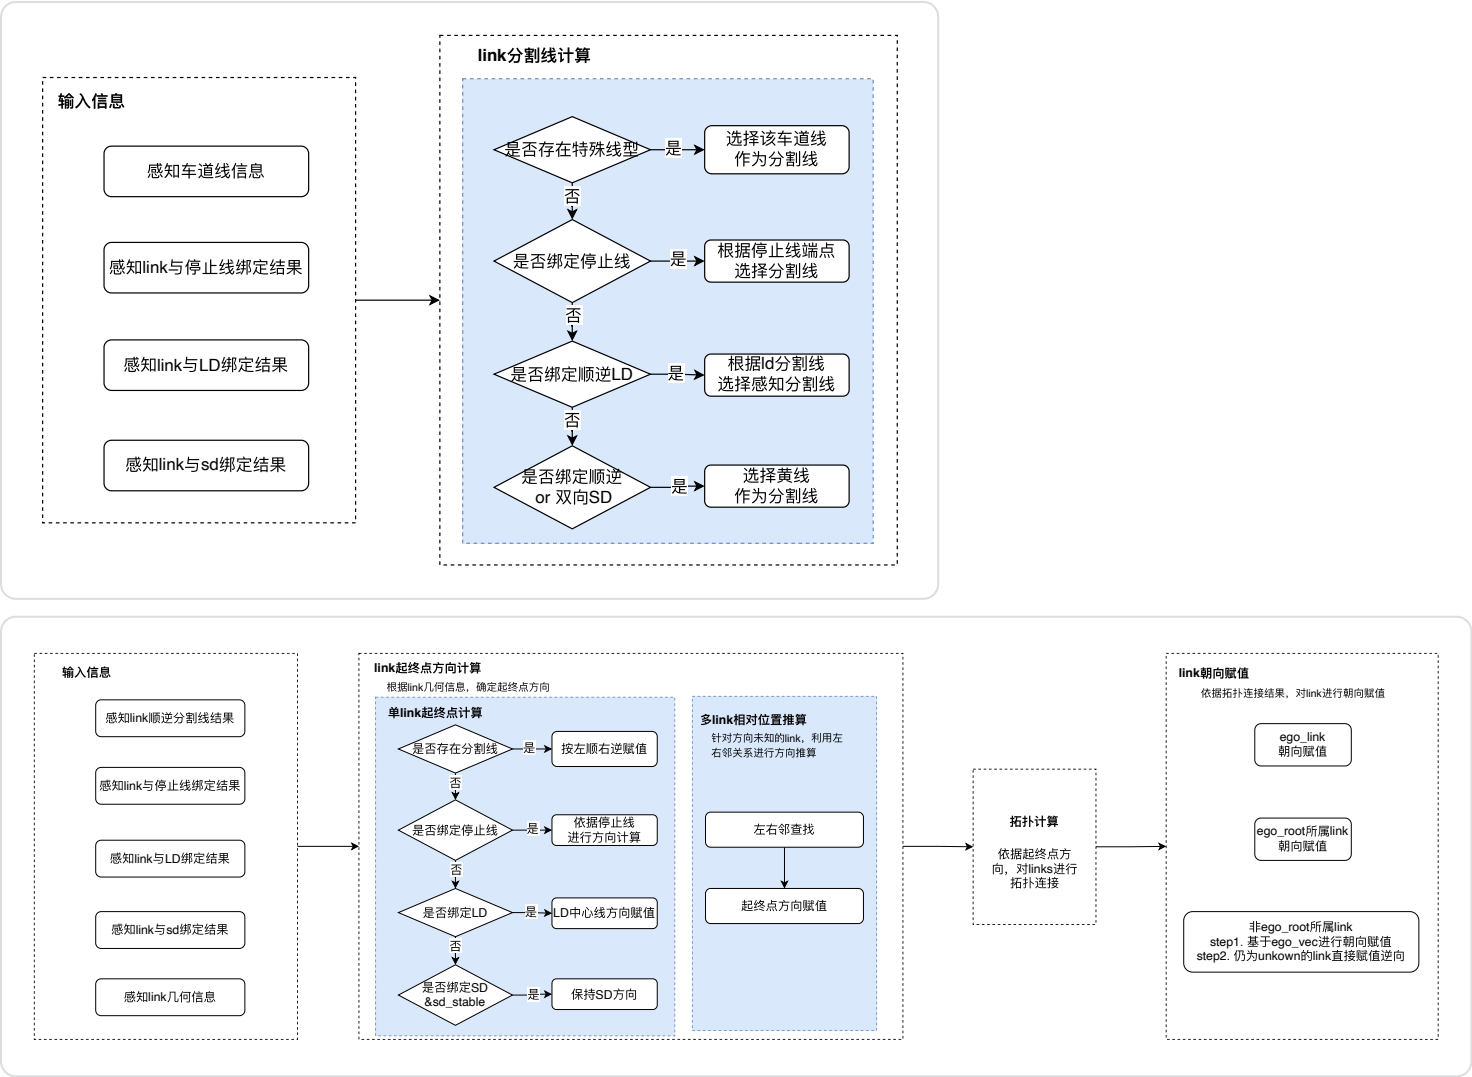 输入信息
感知车道线信息
感知link与停止线绑定结果
感知link与LD绑定结果
感知link与sd绑定结果
link分割线计算
是否存在特殊线型
是
选择该车道线
作为分割线
否
是否绑定停止线
是
根据停止线端点
选择分割线
否
是否绑定顺逆LD
是
根据ld分割线
选择感知分割线
否
是否绑定顺逆
or 双向SD
是
选择黄线
作为分割线
输入信息
感知link顺逆分割线结果
感知link与停止线绑定结果
感知link与LD绑定结果
感知link与sd绑定结果
感知link几何信息
link起终点方向计算
根据link几何信息，确定起终点方向
单link起终点计算
是否存在分割线
是
按左顺右逆赋值
否
是否绑定停止线
是
依据停止线
进行方向计算
否
是否绑定LD
是
LD中心线方向赋值
否
是否绑定SD
&sd_stable
是
保持SD方向
多link相对位置推算
针对方向未知的link，利用左
右邻关系进行方向推算
左右邻查找
起终点方向赋值
拓扑计算
依据起终点方
向，对links进行
拓扑连接
link朝向赋值
依据拓扑连接结果，对link进行朝向赋值
ego_link
朝向赋值
ego_root所属link
朝向赋值
非ego_root所属link
step1. 基于ego_vec进行朝向赋值
step2. 仍为unkown的link直接赋值逆向